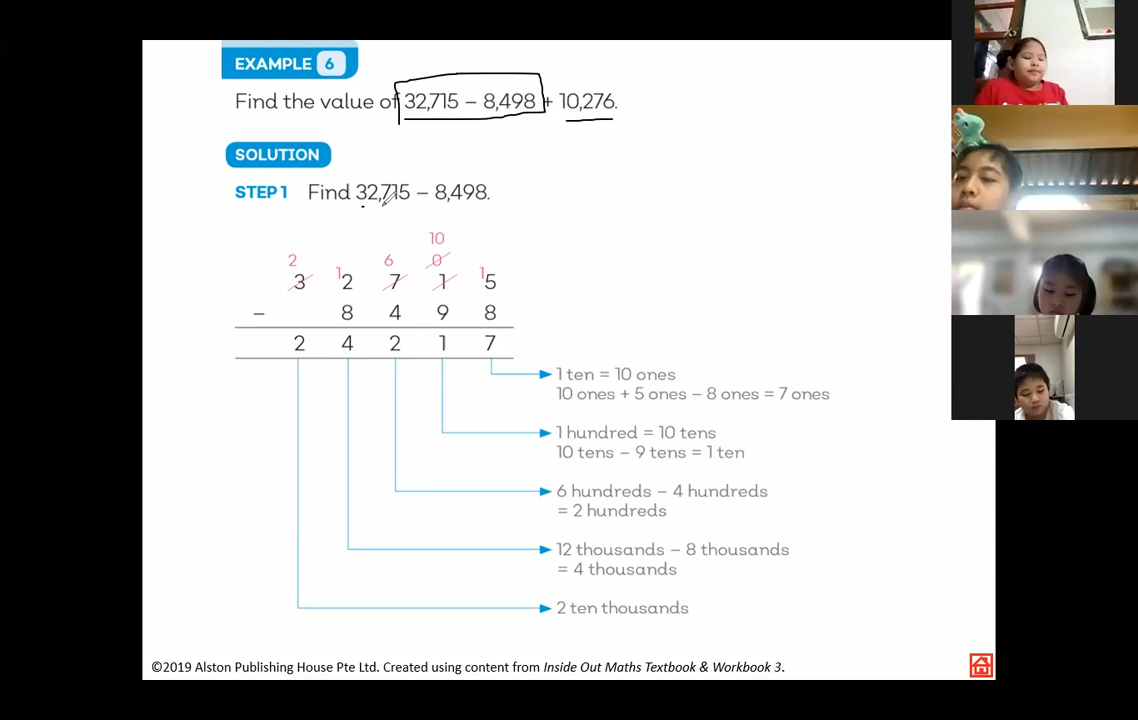 EXAMPLE 6
Find the value of 32,715 – 8,498 + 10,276.
SOLUTION
STEP 1 Find 32,715 – 8,498.
10
2 6 0
3 12 7 1 15
– 8 4 9 8
2 4 2 1 7
1 ten = 10 ones
10 ones + 5 ones – 8 ones = 7 ones
1 hundred = 10 tens
10 tens – 9 tens = 1 ten
6 hundreds – 4 hundreds
= 2 hundreds
12 thousands – 8 thousands
= 4 thousands
2 ten thousands
©2019 Alston Publishing House Pte Ltd. Created using content from Inside Out Maths Textbook & Workbook 3.